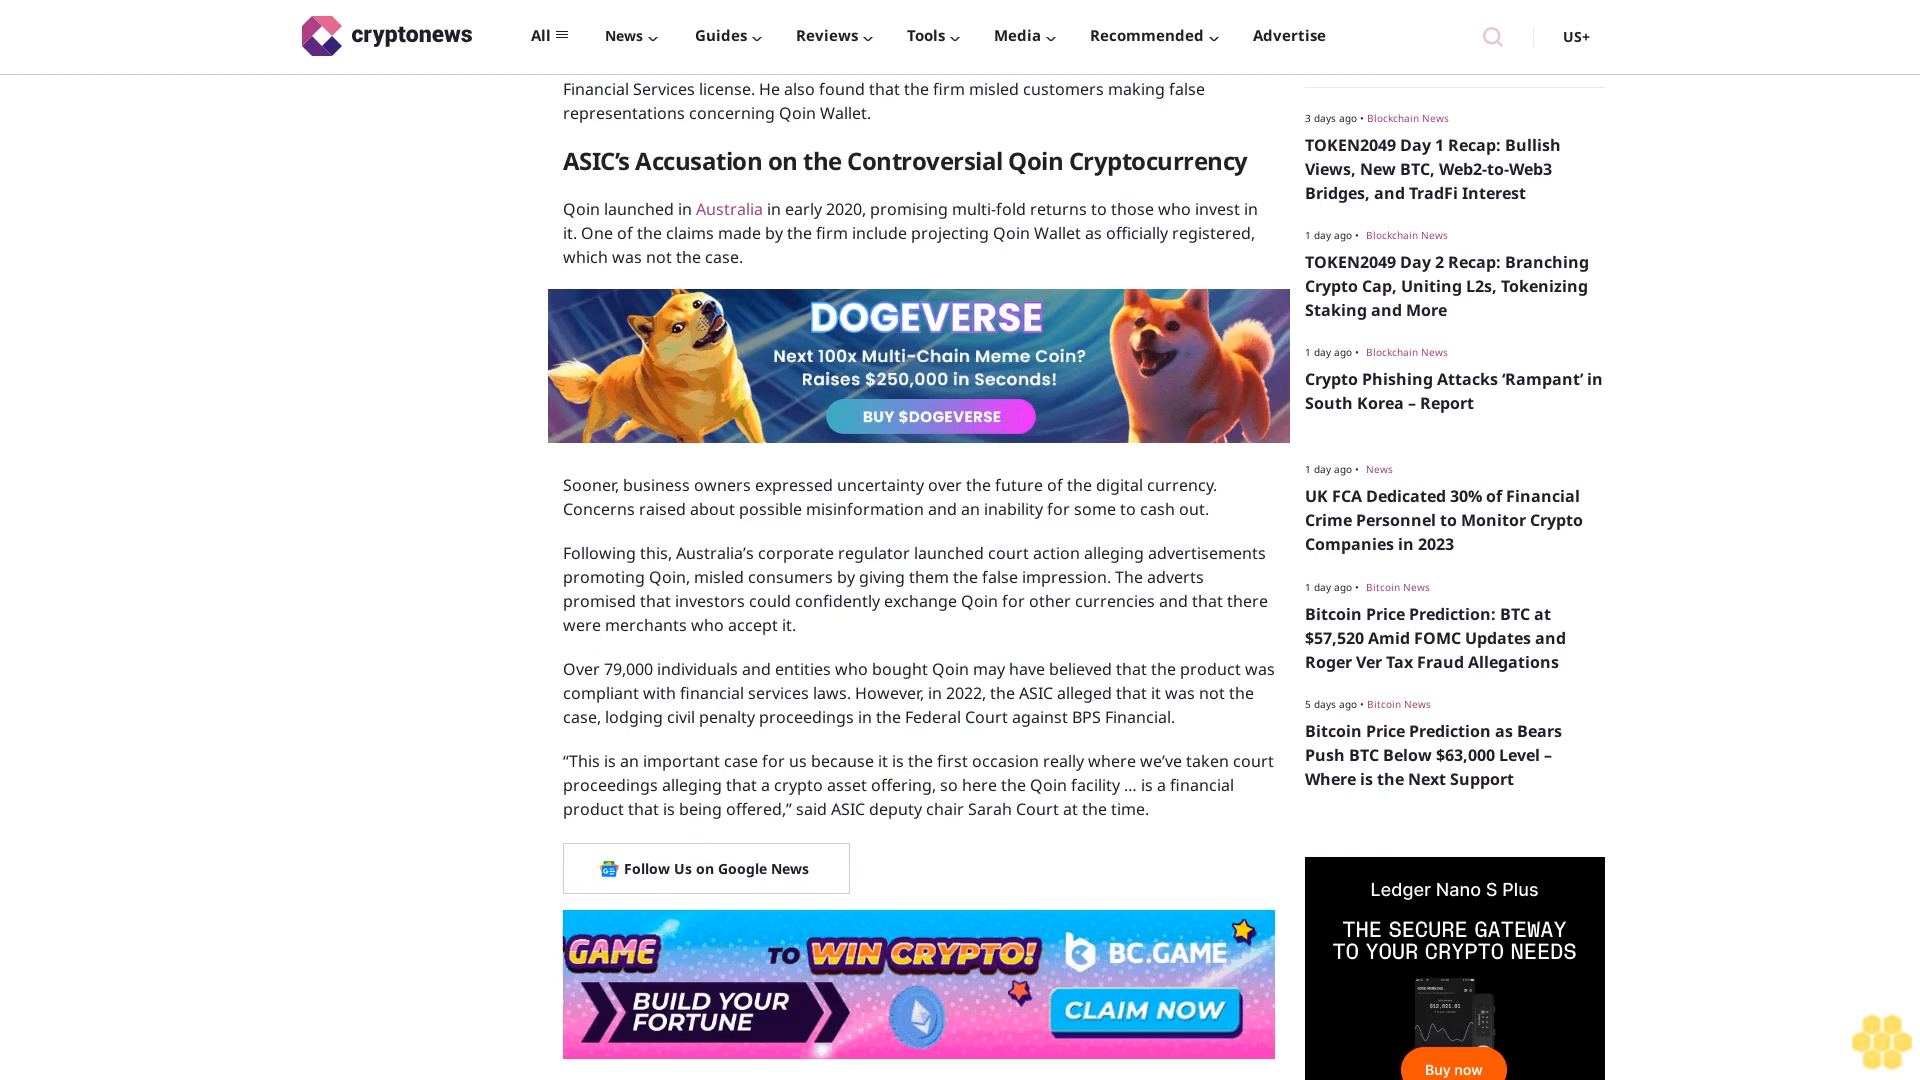 cryptonews
All
News
Guides
Reviews
Tools
Media
Recommended
Advertise
US+
Financial Services license. He also found that the firm misled customers making false
representations concerning Qoin Wallet.
ASIC’s Accusation on the Controversial Qoin Cryptocurrency
Qoin launched in Australia in early 2020, promising multi-fold returns to those who invest in
it. One of the claims made by the firm include projecting Qoin Wallet as officially registered,
which was not the case.
DOGEVERSE
Next 100x Multi-Chain Meme Coin?
Raises $250,000 in Seconds!
BUY $DOGEVERSE
Sooner, business owners expressed uncertainty over the future of the digital currency.
Concerns raised about possible misinformation and an inability for some to cash out.
Following this, Australia’s corporate regulator launched court action alleging advertisements
promoting Qoin, misled consumers by giving them the false impression. The adverts
promised that investors could confidently exchange Qoin for other currencies and that there
were merchants who accept it.
Over 79,000 individuals and entities who bought Qoin may have believed that the product was
compliant with financial services laws. However, in 2022, the ASIC alleged that it was not the
case, lodging civil penalty proceedings in the Federal Court against BPS Financial.
“This is an important case for us because it is the first occasion really where we’ve taken court
proceedings alleging that a crypto asset offering, so here the Qoin facility … is a financial
product that is being offered,” said ASIC deputy chair Sarah Court at the time.
Follow Us on Google News
GAME TO WIN CRYPTO! BC.GAME
BUILD YOUR
FORTUNE
CLAIM NOW
3 days ago • Blockchain News
TOKEN2049 Day 1 Recap: Bullish
Views, New BTC, Web2-to-Web3
Bridges, and TradFi Interest
1 day ago • Blockchain News
TOKEN2049 Day 2 Recap: Branching
Crypto Cap, Uniting L2s, Tokenizing
Staking and More
1 day ago • Blockchain News
Crypto Phishing Attacks ‘Rampant’ in
South Korea – Report
1 day ago • News
UK FCA Dedicated 30% of Financial
Crime Personnel to Monitor Crypto
Companies in 2023
1 day ago • Bitcoin News
Bitcoin Price Prediction: BTC at
$57,520 Amid FOMC Updates and
Roger Ver Tax Fraud Allegations
5 days ago • Bitcoin News
Bitcoin Price Prediction as Bears
Push BTC Below $63,000 Level –
Where is the Next Support
Ledger Nano S Plus
THE SECURE GATEWAY
TO YOUR CRYPTO NEEDS
$12,821.81
Buy now